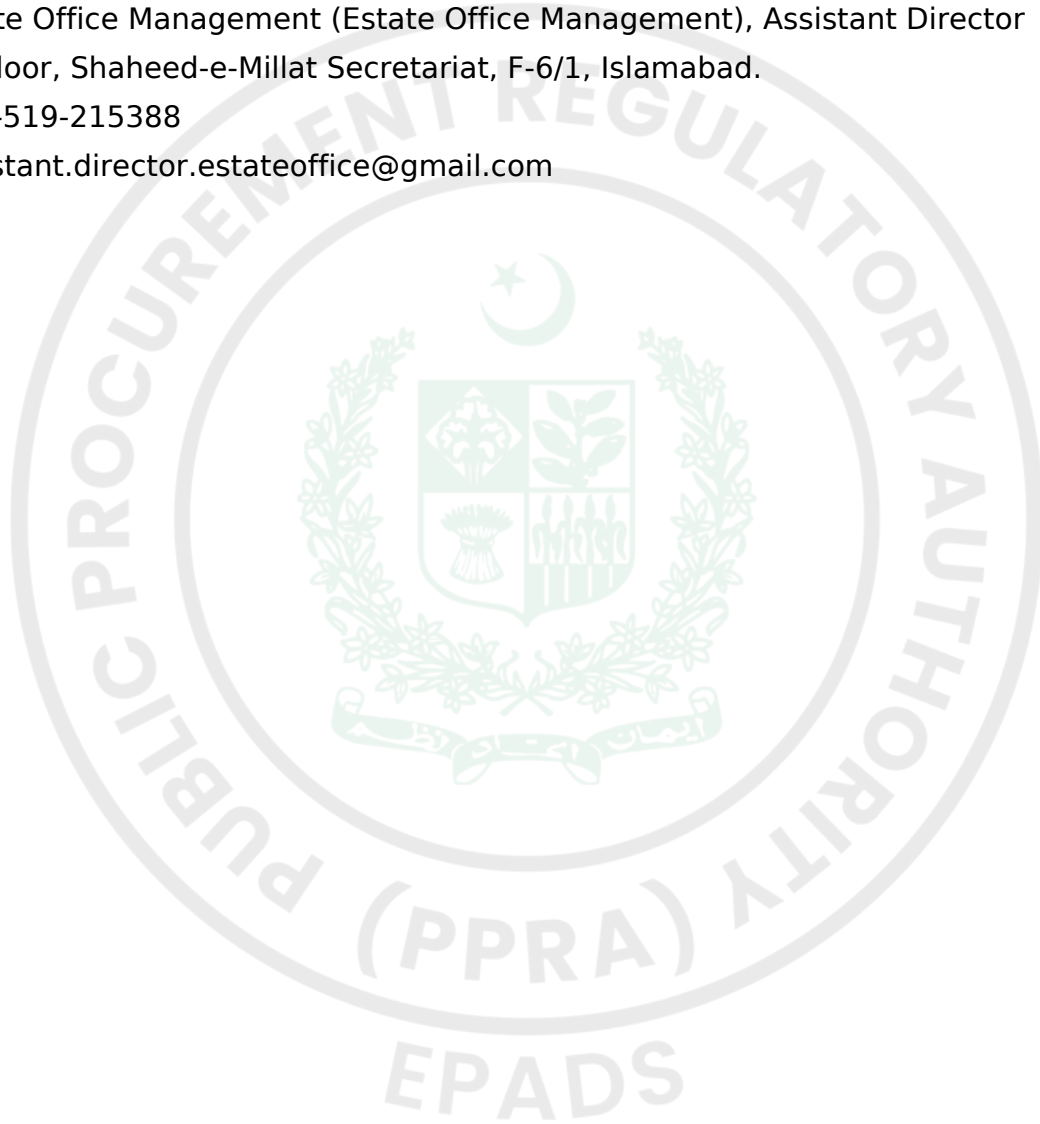 te Office Management (Estate Office Management), Assistant Director
loor, Shaheed-e-Millat Secretariat, F-6/1, Islamabad.
-519-215388
stant.director.estateoffice@gmail.com
PUBLIC PROCUREMENT REGULATORY AUTHORITY
(PPRA)
EPADS